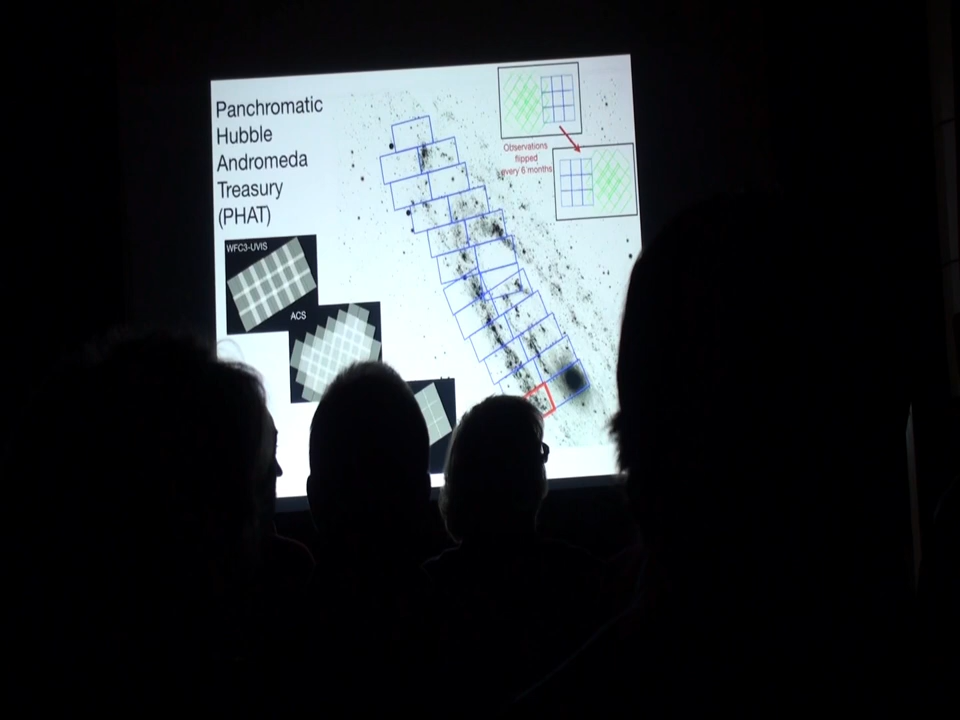 Panchromatic
Hubble
Andromeda
Treasury
(PHAT)
WFC3-UVIS
ACS
Observations
flipped
every 6 months